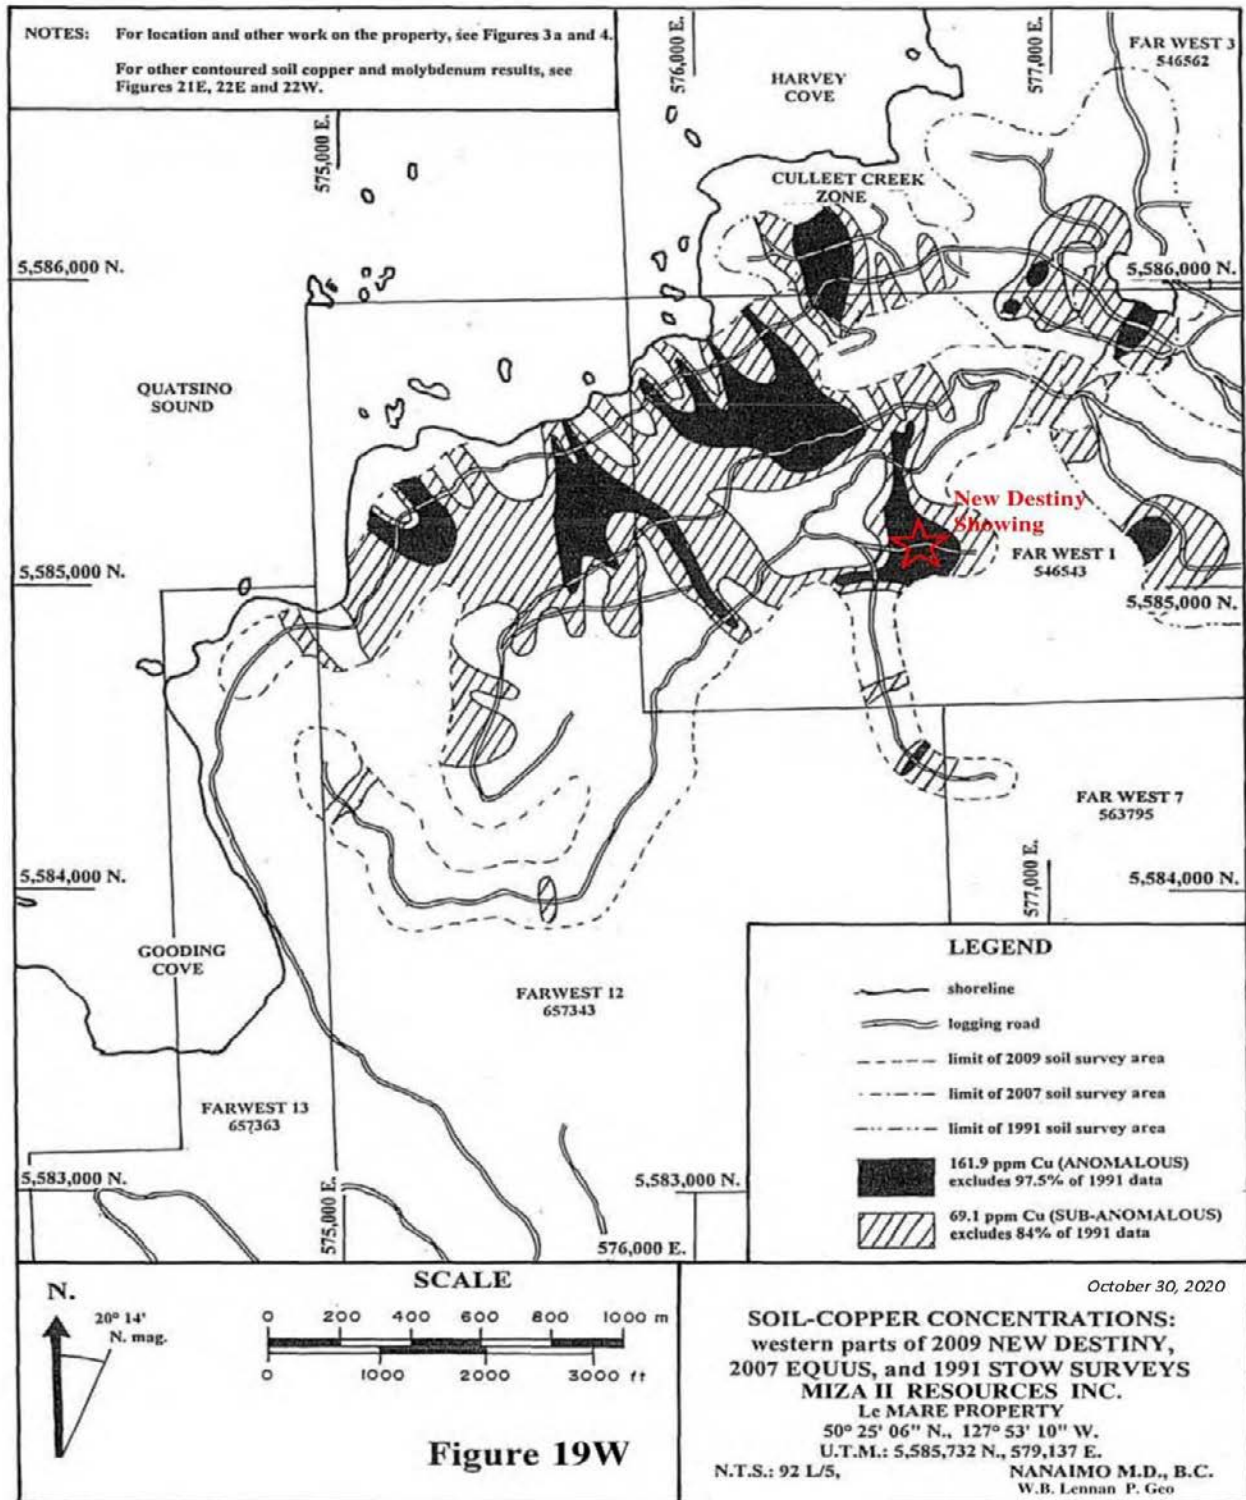 NOTES: For location and other work on the property, see Figures 3a and 4.
For other contoured soil copper and molybdenum results, see
Figures 21E, 22E and 22W.
576,000 E.
577,000 E.
FAR WEST 3
546562
HARVEY
COVE
575,000 E.
CULLEET CREEK
ZONE
5,586,000 N.
5,586,000 N.
QUATSINO
SOUND
New Destiny
Showing
FAR WEST 1
546543
5,585,000 N.
5,585,000 N.
FAR WEST 7
563795
577,000 E.
5,584,000 N.
5,584,000 N.
GOODING
COVE
FARWEST 12
657343
FARWEST 13
657363
5,583,000 N.
575,000 E.
5,583,000 N.
576,000 E.
LEGEND
shoreline
logging road
limit of 2009 soil survey area
limit of 2007 soil survey area
limit of 1991 soil survey area
161.9 ppm Cu (ANOMALOUS)
excludes 97.5% of 1991 data
69.1 ppm Cu (SUB-ANOMALOUS)
excludes 84% of 1991 data
N.
20° 14'
N. mag.
SCALE
0 200 400 600 800 1000 m
0 1000 2000 3000 ft
Figure 19W
October 30, 2020
SOIL-COPPER CONCENTRATIONS:
western parts of 2009 NEW DESTINY,
2007 EQUUS, and 1991 STOW SURVEYS
MIZA II RESOURCES INC.
Le MARE PROPERTY
50° 25' 06" N., 127° 53' 10" W.
U.T.M.: 5,585,732 N., 579,137 E.
N.T.S.: 92 L/5, NANAIMO M.D., B.C.
W.B. Lennan P. Geo